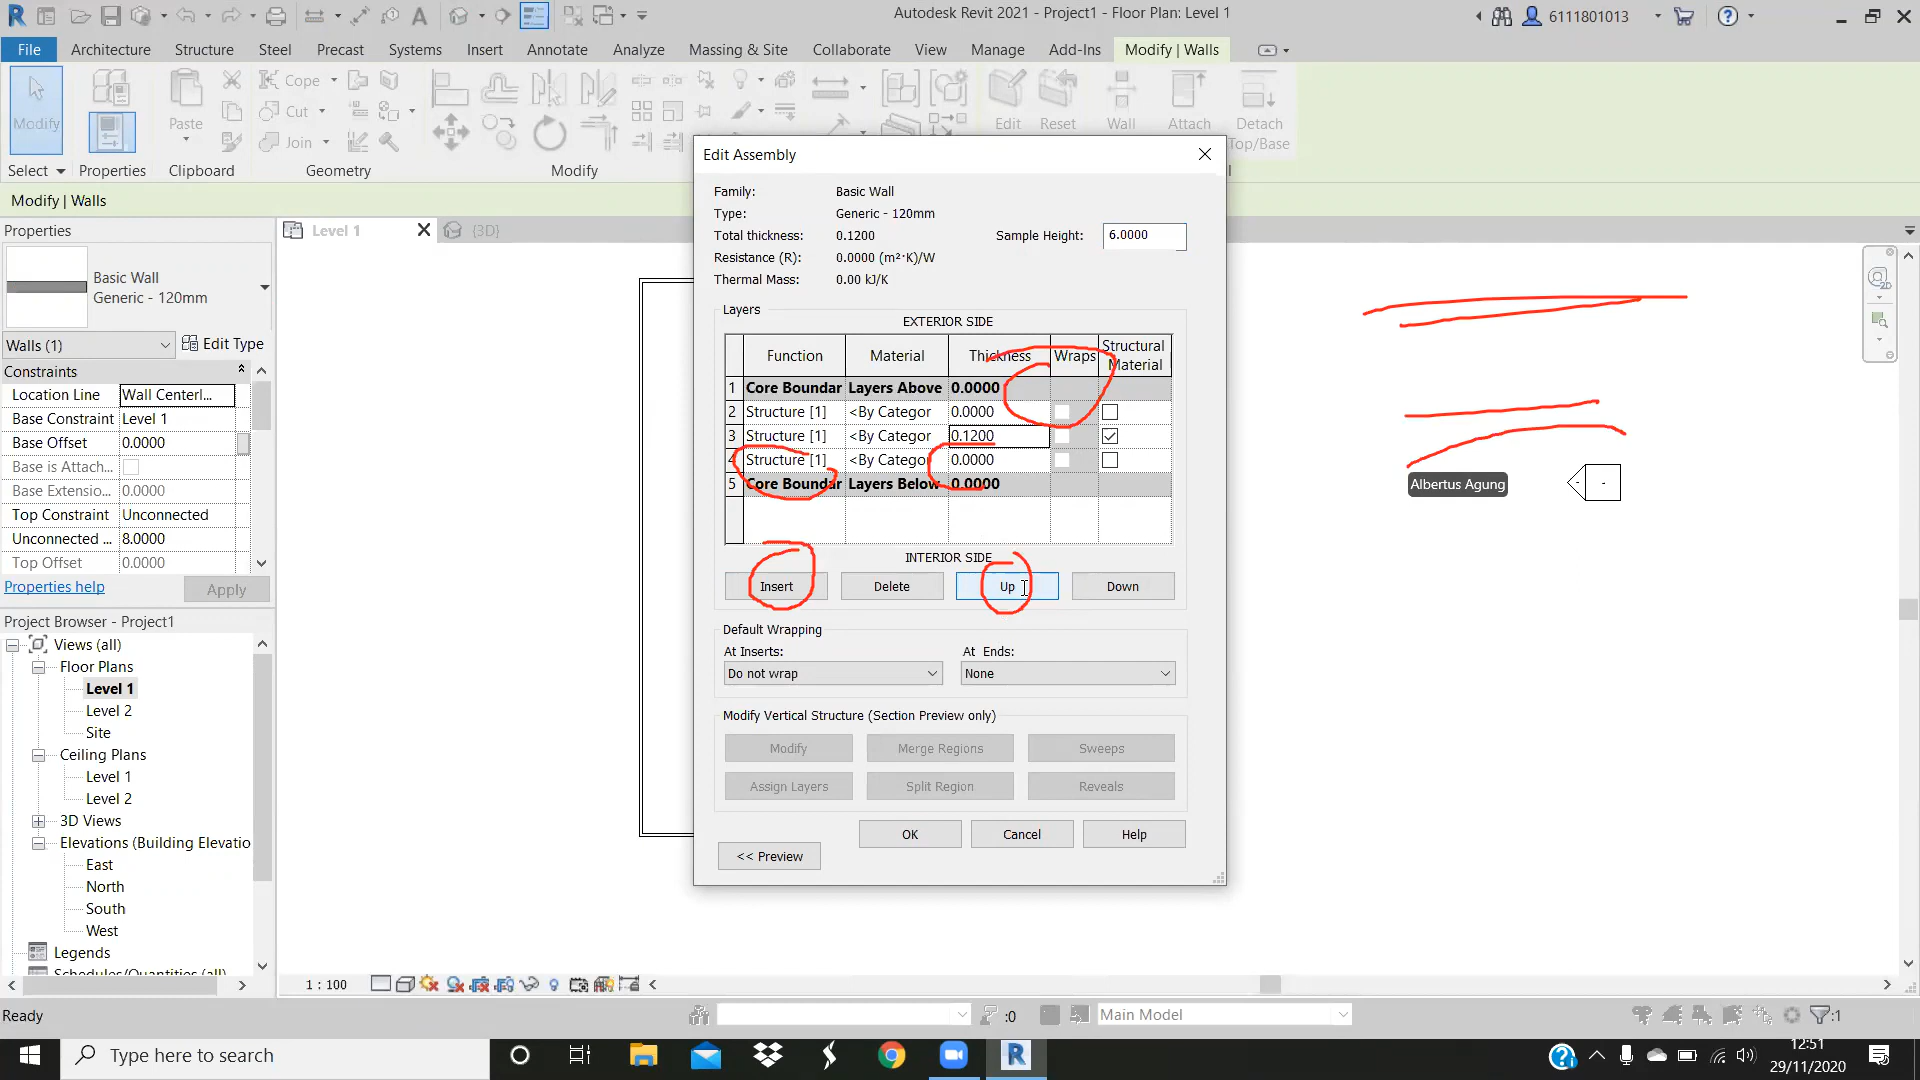 Autodesk Revit 2021 - Project1 - Floor Plan: Level 1
6111801013
File Architecture Structure Steel Precast Systems Insert Annotate Analyze Massing & Site Collaborate View Manage Add-Ins Modify | Walls
Modify
Paste
Cope
Cut
Join
Edit Reset Wall Attach Detach
Top/Base
Select Properties Clipboard Geometry Modify
Modify | Walls
Properties
Level 1
{3D}
Basic Wall
Generic - 120mm
Walls (1) Edit Type
Constraints
Location Line Wall Centerl...
Base Constraint Level 1
Base Offset 0.0000
Base is Attach...
Base Extensio... 0.0000
Top Constraint Unconnected
Unconnected ... 8.0000
Top Offset 0.0000
Properties help Apply
Project Browser - Project1
Views (all)
Floor Plans
Level 1
Level 2
Site
Ceiling Plans
Level 1
Level 2
3D Views
Elevations (Building Elevatio
East
North
South
West
Legends
Schedules/Quantities (all)
Edit Assembly
Family: Basic Wall
Type: Generic - 120mm
Total thickness: 0.1200 Sample Height: 6.0000
Resistance (R): 0.0000 (m²·K)/W
Thermal Mass: 0.00 kJ/K
Layers
EXTERIOR SIDE
Function Material Thickness Wraps Structural Material
1 Core Boundar Layers Above 0.0000
2 Structure [1] <By Categor 0.0000
3 Structure [1] <By Categor 0.1200
4 Structure [1] <By Categor 0.0000
5 Core Boundar Layers Below 0.0000
INTERIOR SIDE
Insert Delete Up Down
Default Wrapping
At Inserts: At Ends:
Do not wrap None
Modify Vertical Structure (Section Preview only)
Modify Merge Regions Sweeps
Assign Layers Split Region Reveals
OK Cancel Help
<< Preview
Albertus Agung
2D
1 : 100
Ready
:0
Main Model
:1
Type here to search
12:51
29/11/2020